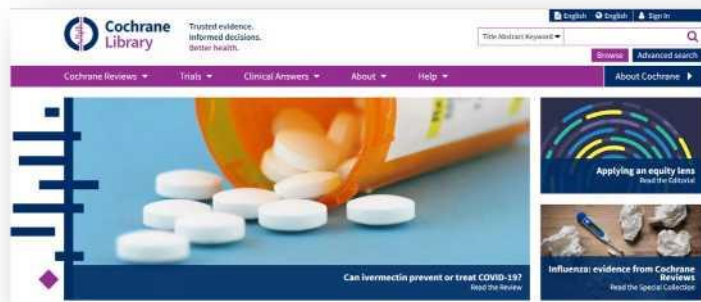 English English Sign In
Cochrane Library
Trusted evidence.
Informed decisions.
Better health.
Title Abstract Keyword
Browse Advanced search
Cochrane Reviews Trials Clinical Answers About Help About Cochrane
Applying an equity lens
Read the Editorial
Can ivermectin prevent or treat COVID-19?
Read the Review
Influenza: evidence from Cochrane
Reviews
Read the Special Collection